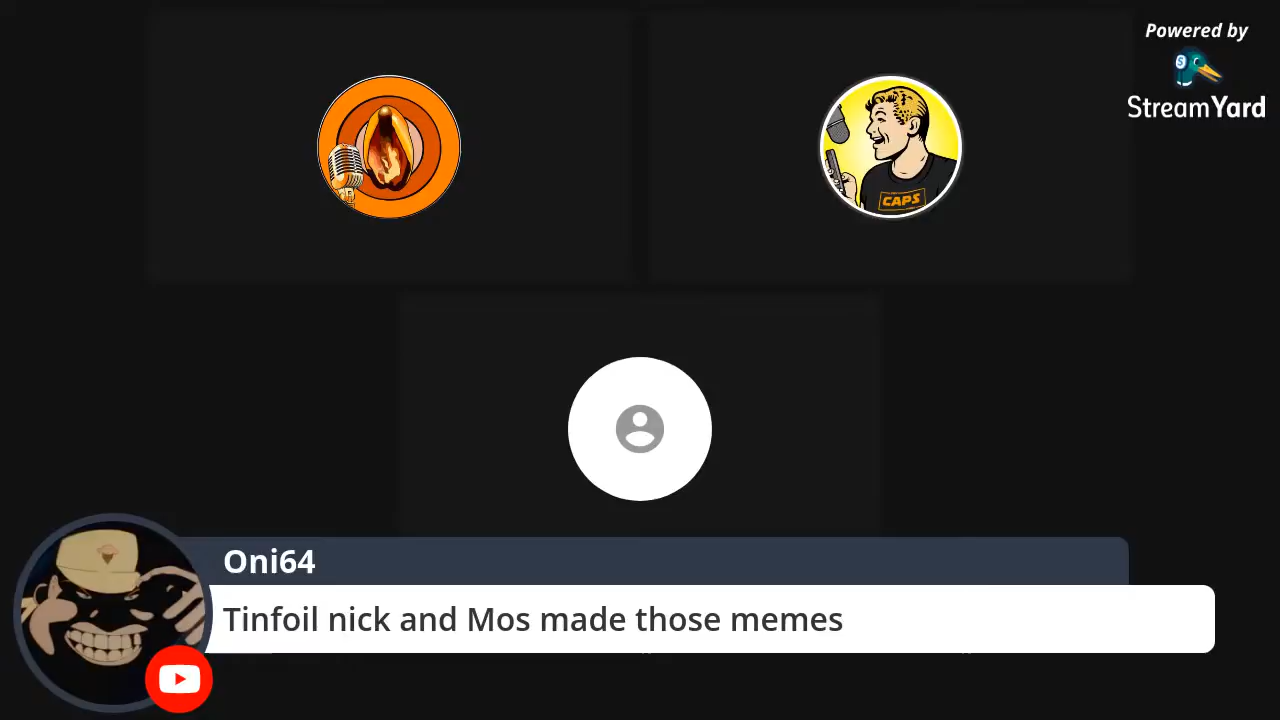 Powered by
StreamYard
CAPS
Oni64
Tinfoil nick and Mos made those memes